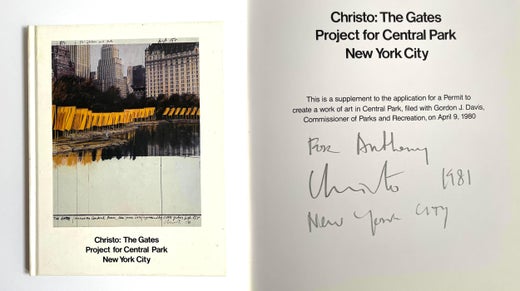 Christo: The Gates
Project for Central Park
New York City
Christo: The Gates
Project for Central Park
New York City
This is a supplement to the application for a Permit to
create a work of art in Central Park, filed with Gordon J. Davis,
Commissioner of Parks and Recreation, on April 9, 1980
For Anthony
Christo 1981
New York City